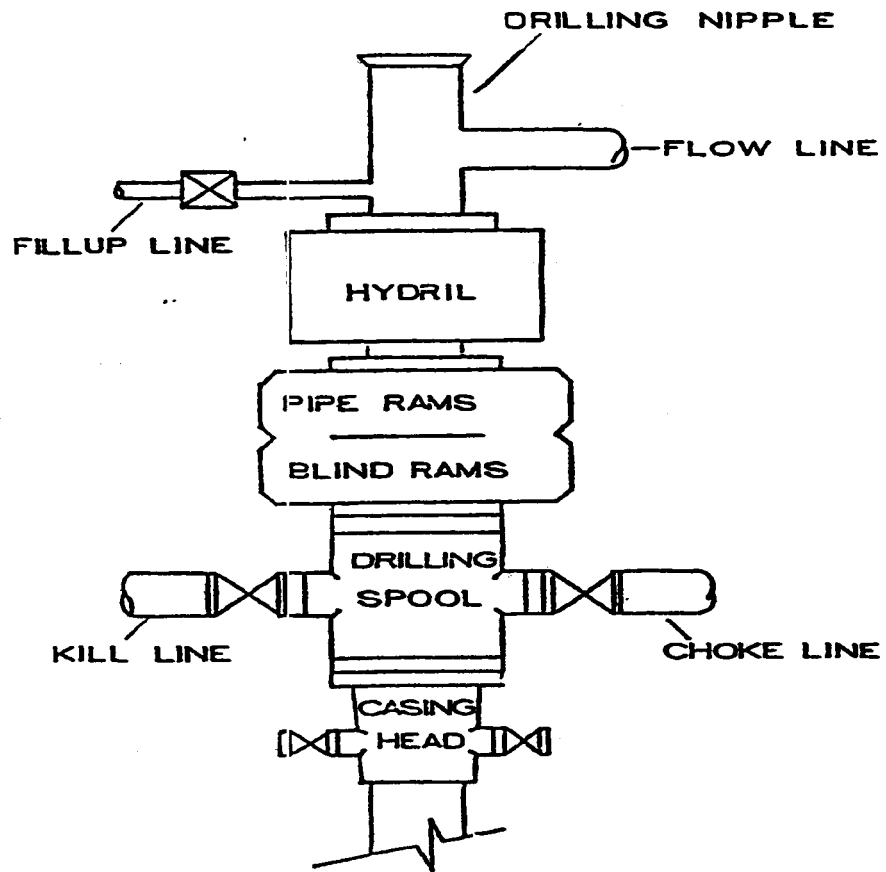 DRILLING NIPPLE
FLOW LINE
FILLUP LINE
HYDRIL
PIPE RAMS
BLIND RAMS
DRILLING
SPOOL
KILL LINE
CHOKE LINE
CASING
HEAD